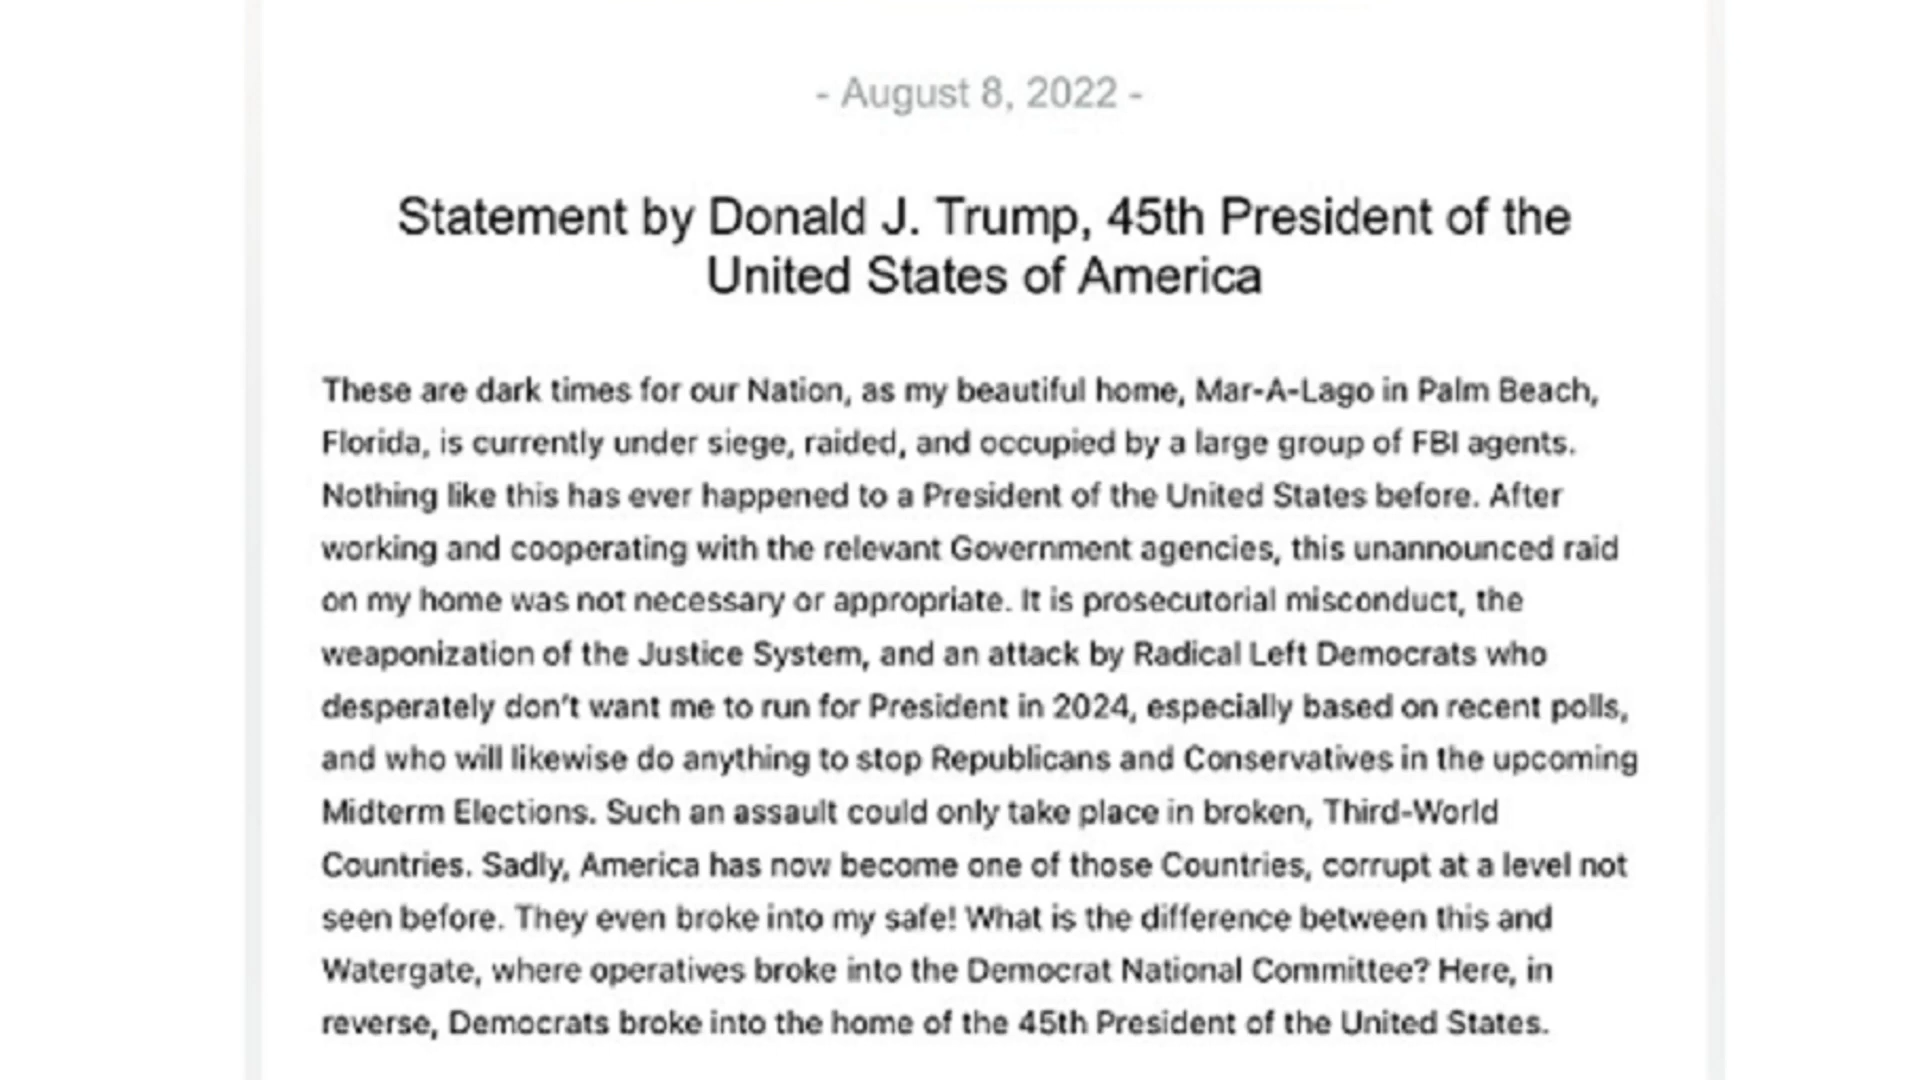 - August 8, 2022 -
Statement by Donald J. Trump, 45th President of the
United States of America
These are dark times for our Nation, as my beautiful home, Mar-A-Lago in Palm Beach,
Florida, is currently under siege, raided, and occupied by a large group of FBI agents.
Nothing like this has ever happened to a President of the United States before. After
working and cooperating with the relevant Government agencies, this unannounced raid
on my home was not necessary or appropriate. It is prosecutorial misconduct, the
weaponization of the Justice System, and an attack by Radical Left Democrats who
desperately don’t want me to run for President in 2024, especially based on recent polls,
and who will likewise do anything to stop Republicans and Conservatives in the upcoming
Midterm Elections. Such an assault could only take place in broken, Third-World
Countries. Sadly, America has now become one of those Countries, corrupt at a level not
seen before. They even broke into my safe! What is the difference between this and
Watergate, where operatives broke into the Democrat National Committee? Here, in
reverse, Democrats broke into the home of the 45th President of the United States.